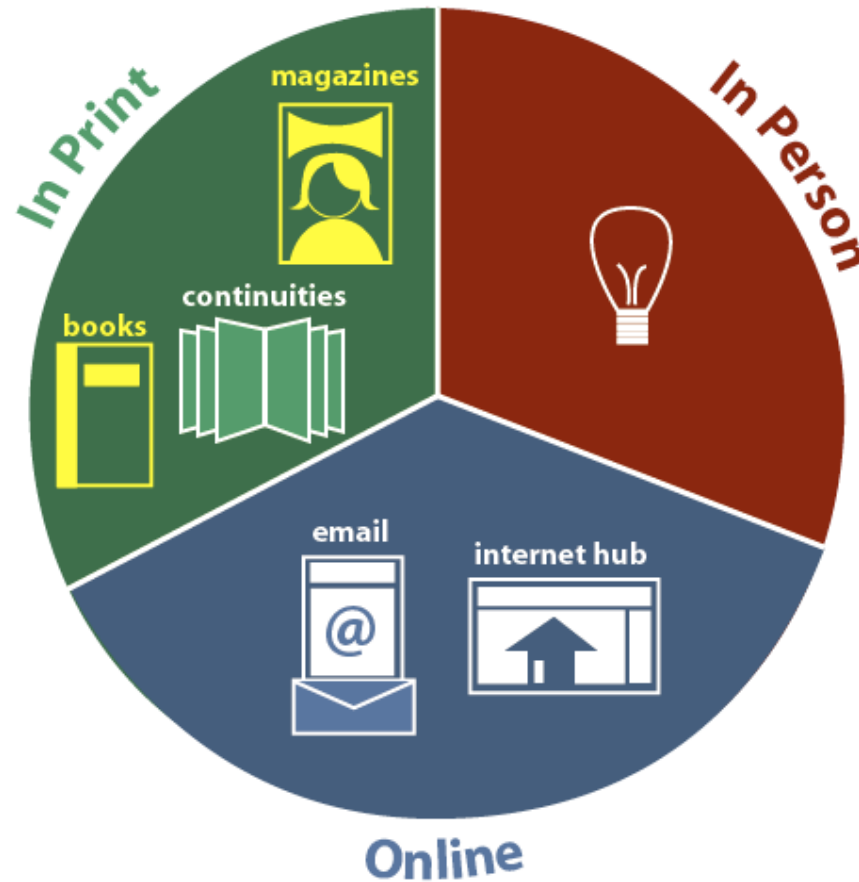 In Print
magazines
continuities
books
In Person
email
@
internet hub
Online